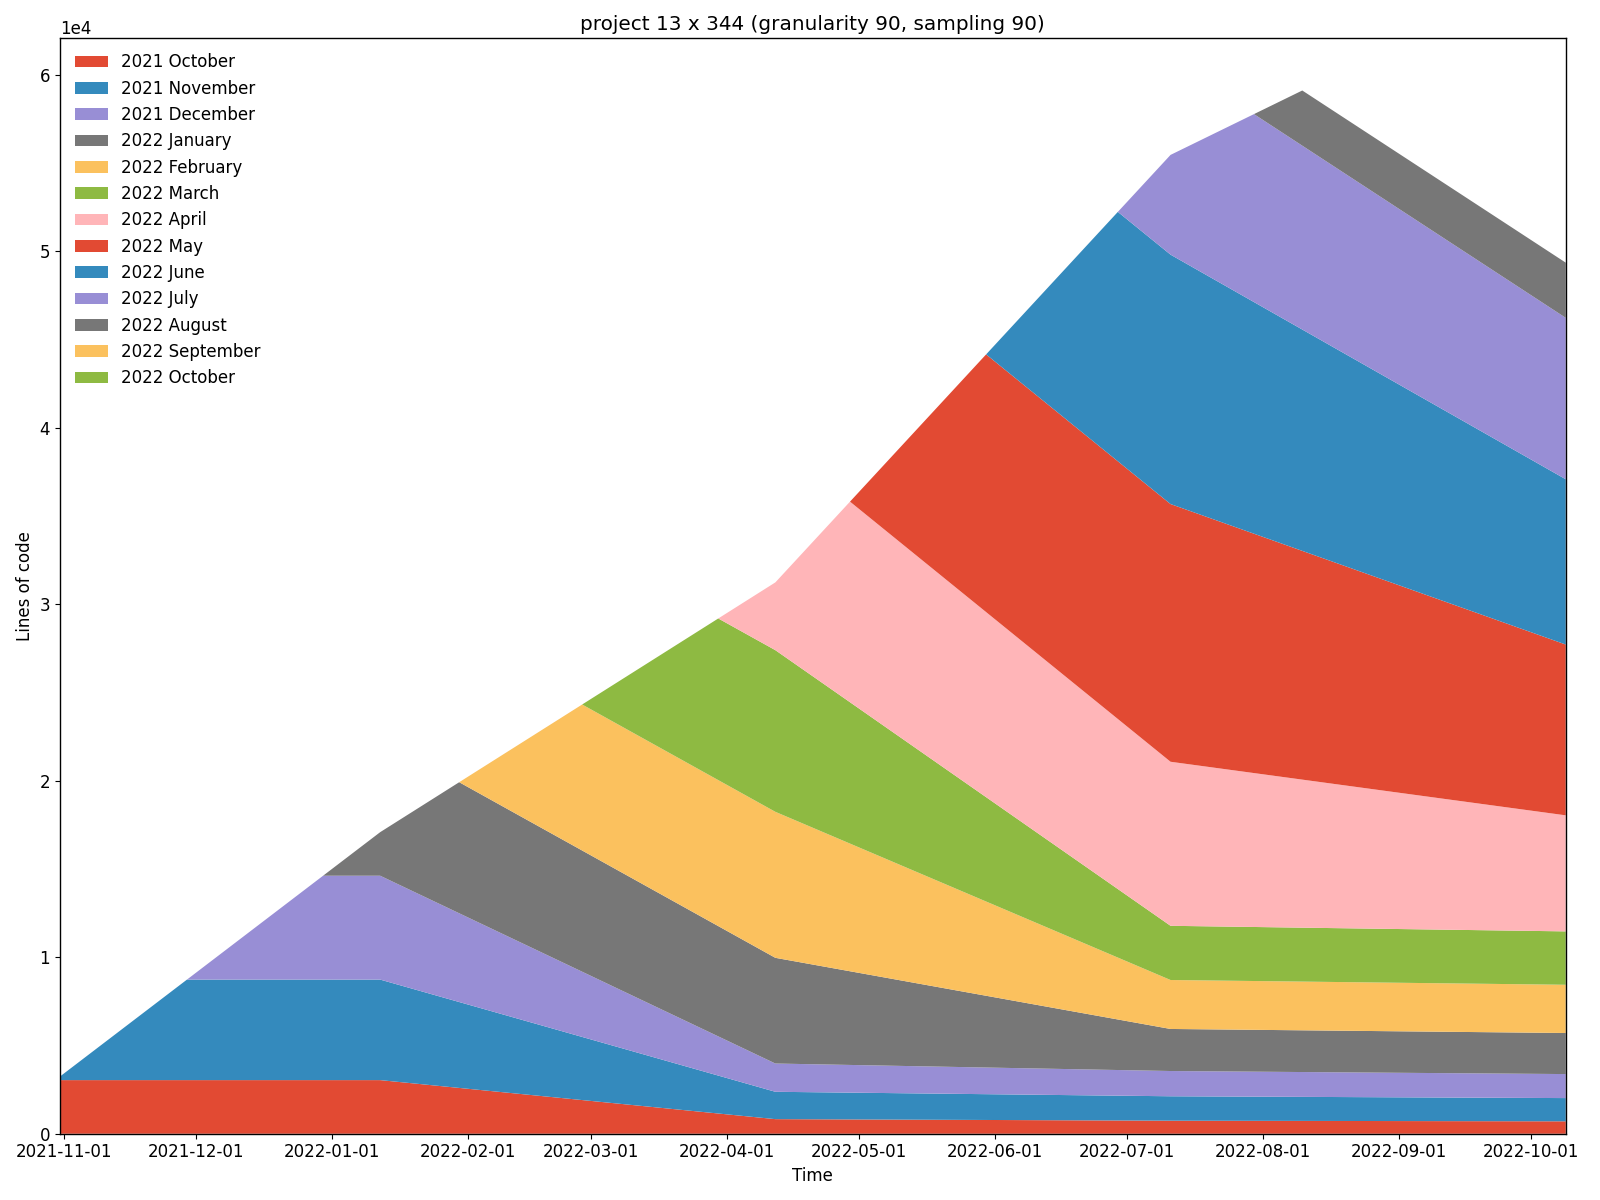 project 13 x 344 (granularity 90, sampling 90)
1e4
2021 October
2021 November
2021 December
2022 January
2022 February
2022 March
2022 April
2022 May
2022 June
2022 July
2022 August
2022 September
2022 October
6
5
4
3
2
1
0
Lines of code
2021-11-01
2021-12-01
2022-01-01
2022-02-01
2022-03-01
2022-04-01
2022-05-01
2022-06-01
2022-07-01
2022-08-01
2022-09-01
2022-10-01
Time